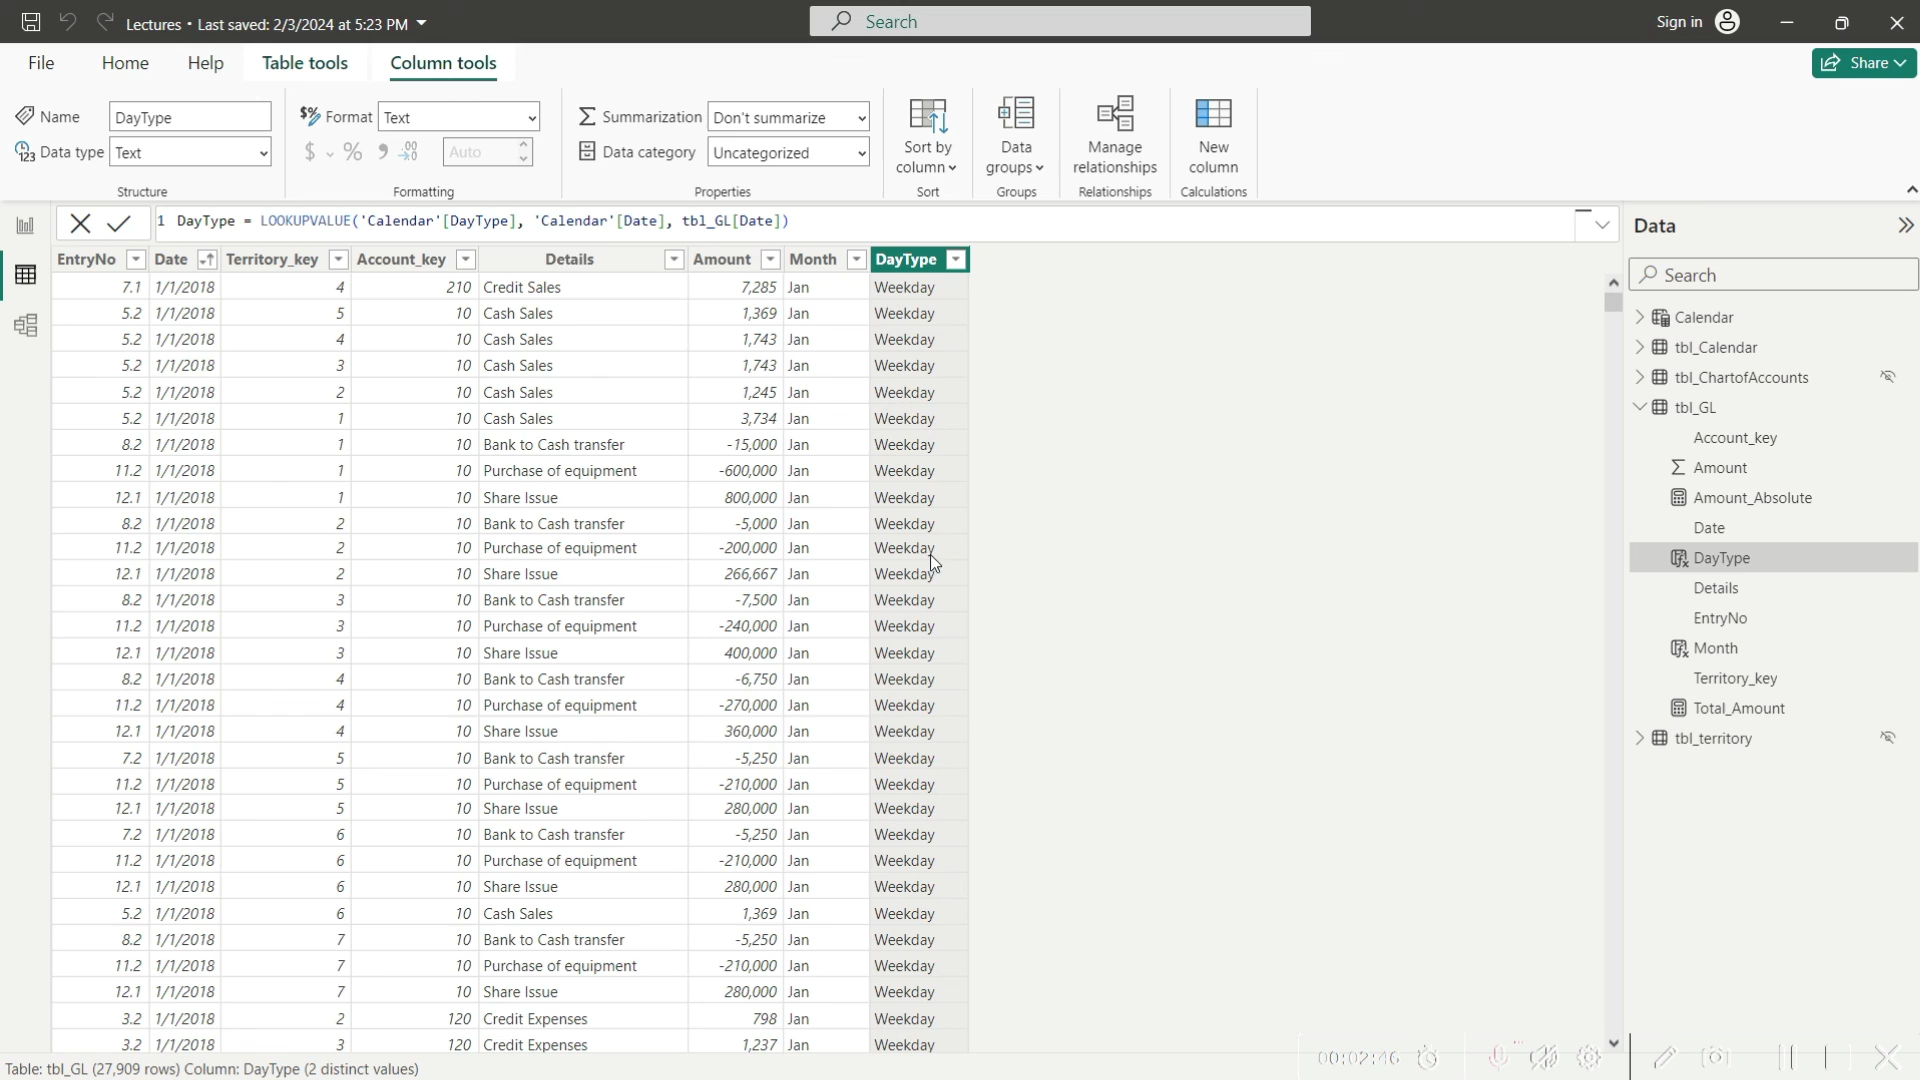 Lectures • Last saved: 2/3/2024 at 5:23 PM
Search
Sign in
File Home Help Table tools Column tools
Share
Name DayType
Format Text
Summarization Don't summarize
Data type Text
$ % Auto
Data category Uncategorized
Sort by column
Data groups
Manage relationships
New column
Structure Formatting Properties Sort Groups Relationships Calculations
1 DayType = LOOKUPVALUE('Calendar'[DayType], 'Calendar'[Date], tbl_GL[Date])
EntryNo Date Territory_key Account_key Details Amount Month DayType
7.1 1/1/2018 4 210 Credit Sales 7,285 Jan Weekday
5.2 1/1/2018 5 10 Cash Sales 1,369 Jan Weekday
5.2 1/1/2018 4 10 Cash Sales 1,743 Jan Weekday
5.2 1/1/2018 3 10 Cash Sales 1,743 Jan Weekday
5.2 1/1/2018 2 10 Cash Sales 1,245 Jan Weekday
5.2 1/1/2018 1 10 Cash Sales 3,734 Jan Weekday
8.2 1/1/2018 1 10 Bank to Cash transfer -15,000 Jan Weekday
11.2 1/1/2018 1 10 Purchase of equipment -600,000 Jan Weekday
12.1 1/1/2018 1 10 Share Issue 800,000 Jan Weekday
8.2 1/1/2018 2 10 Bank to Cash transfer -5,000 Jan Weekday
11.2 1/1/2018 2 10 Purchase of equipment -200,000 Jan Weekday
12.1 1/1/2018 2 10 Share Issue 266,667 Jan Weekday
8.2 1/1/2018 3 10 Bank to Cash transfer -7,500 Jan Weekday
11.2 1/1/2018 3 10 Purchase of equipment -240,000 Jan Weekday
12.1 1/1/2018 3 10 Share Issue 400,000 Jan Weekday
8.2 1/1/2018 4 10 Bank to Cash transfer -6,750 Jan Weekday
11.2 1/1/2018 4 10 Purchase of equipment -270,000 Jan Weekday
12.1 1/1/2018 4 10 Share Issue 360,000 Jan Weekday
7.2 1/1/2018 5 10 Bank to Cash transfer -5,250 Jan Weekday
11.2 1/1/2018 5 10 Purchase of equipment -210,000 Jan Weekday
12.1 1/1/2018 5 10 Share Issue 280,000 Jan Weekday
7.2 1/1/2018 6 10 Bank to Cash transfer -5,250 Jan Weekday
11.2 1/1/2018 6 10 Purchase of equipment -210,000 Jan Weekday
12.1 1/1/2018 6 10 Share Issue 280,000 Jan Weekday
5.2 1/1/2018 6 10 Cash Sales 1,369 Jan Weekday
8.2 1/1/2018 7 10 Bank to Cash transfer -5,250 Jan Weekday
11.2 1/1/2018 7 10 Purchase of equipment -210,000 Jan Weekday
12.1 1/1/2018 7 10 Share Issue 280,000 Jan Weekday
3.2 1/1/2018 2 120 Credit Expenses 798 Jan Weekday
3.2 1/1/2018 3 120 Credit Expenses 1,237 Jan Weekday
Data
Search
Calendar
tbl_Calendar
tbl_ChartofAccounts
tbl_GL
Account_key
Amount
Amount_Absolute
Date
DayType
Details
EntryNo
Month
Territory_key
Total_Amount
tbl_territory
00:02:46
Table: tbl_GL (27,909 rows) Column: DayType (2 distinct values)